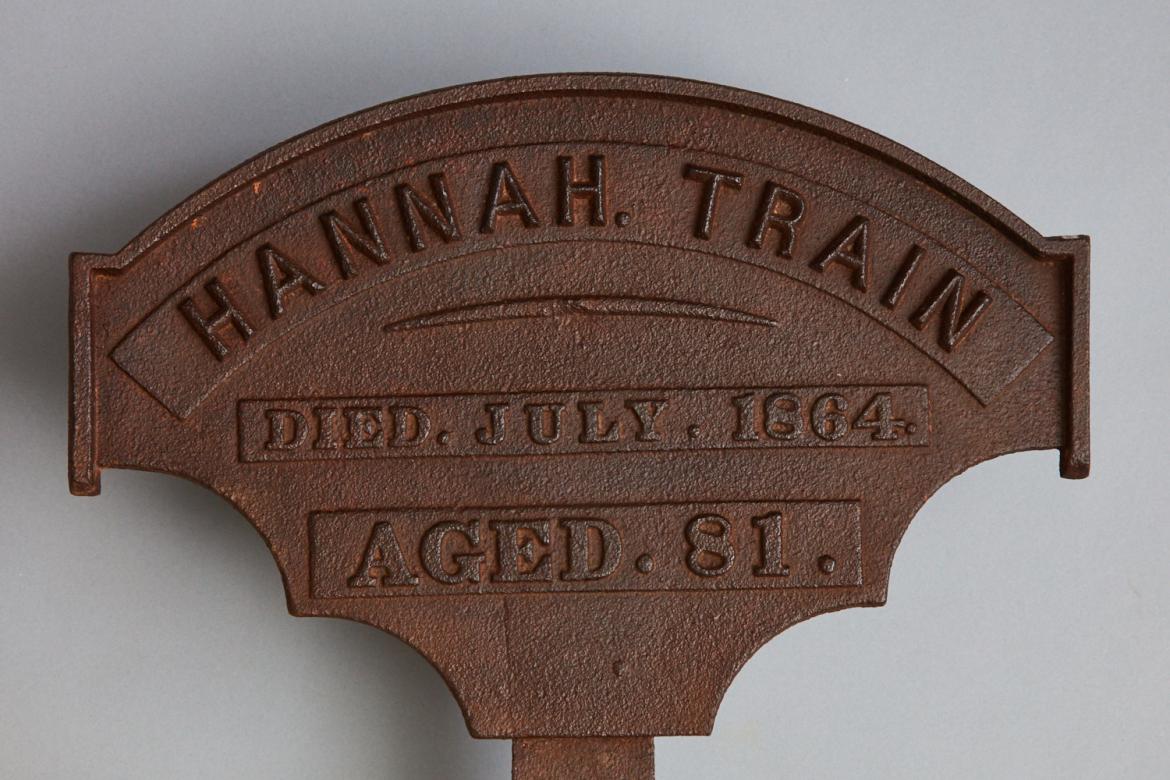 HANNAH. TRAIN
DIED. JULY. 1864.
AGED. 81.